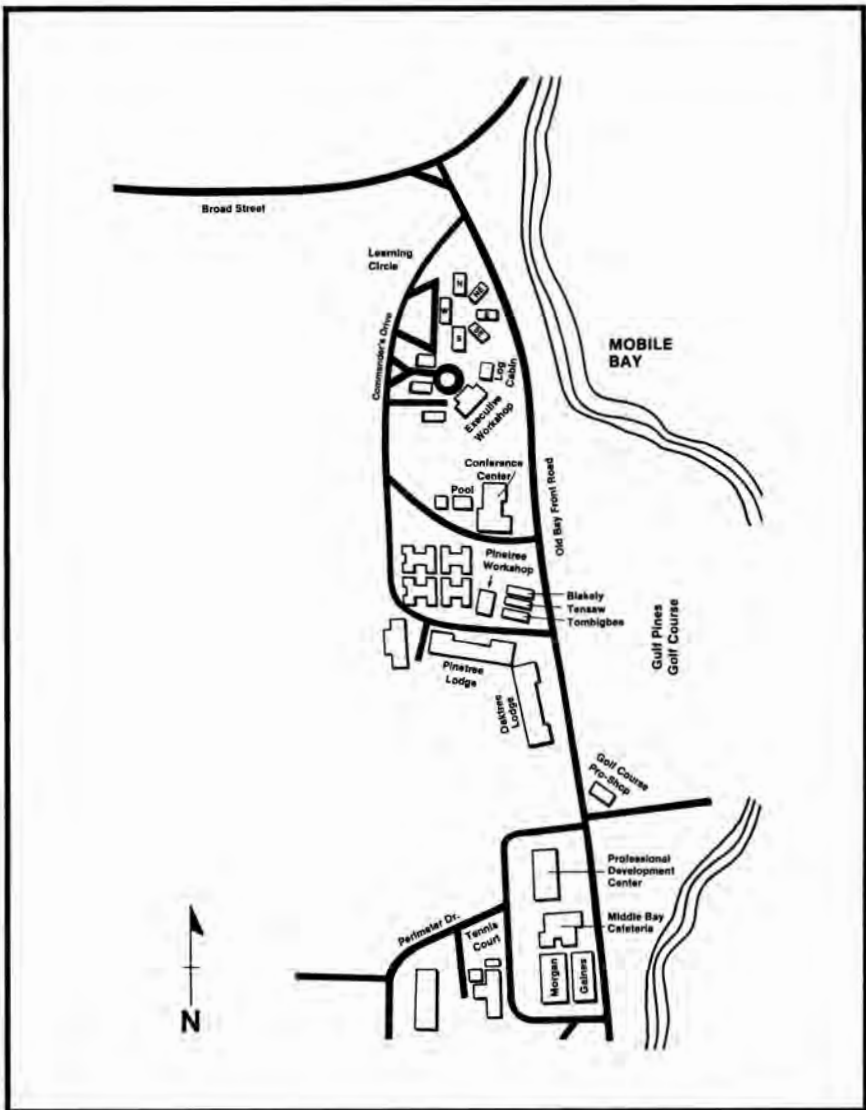 Broad Street
Learning
Circle
N
NE
W
E
SE
S
Commander's Drive
MOBILE
BAY
Log
Cabin
Executive
Workshop
Conference
Center
Pool
Old Bay Front Road
Pinetree
Workshop
Blakely
Tensaw
Tombigbee
Gulf Pines
Golf Course
Pinetree
Lodge
Oaktree
Lodge
Golf Course
Pro-Shop
Professional
Development
Center
Perimeter Dr.
Tennis
Court
Middle Bay
Cafeteria
Morgan
Gaines
N